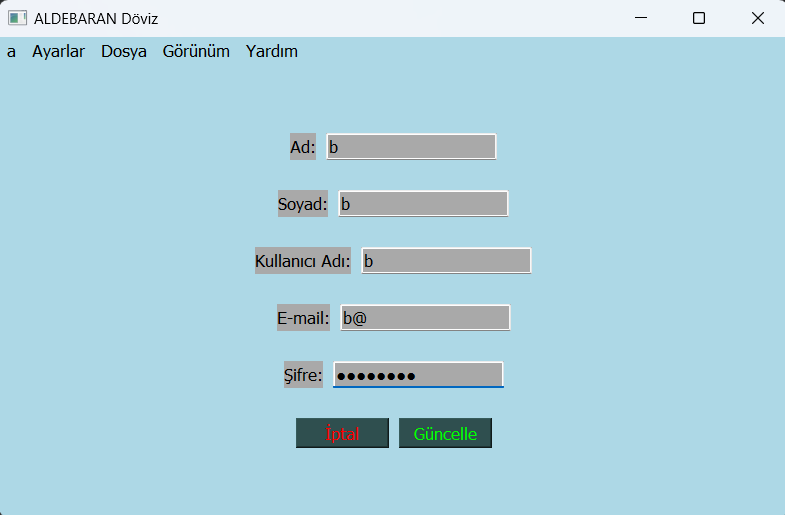 ALDEBARAN Döviz
a Ayarlar Dosya Görünüm Yardım
Ad: b
Soyad: b
Kullanıcı Adı: b
E-mail: b@
Şifre: ●●●●●●●●
İptal Güncelle